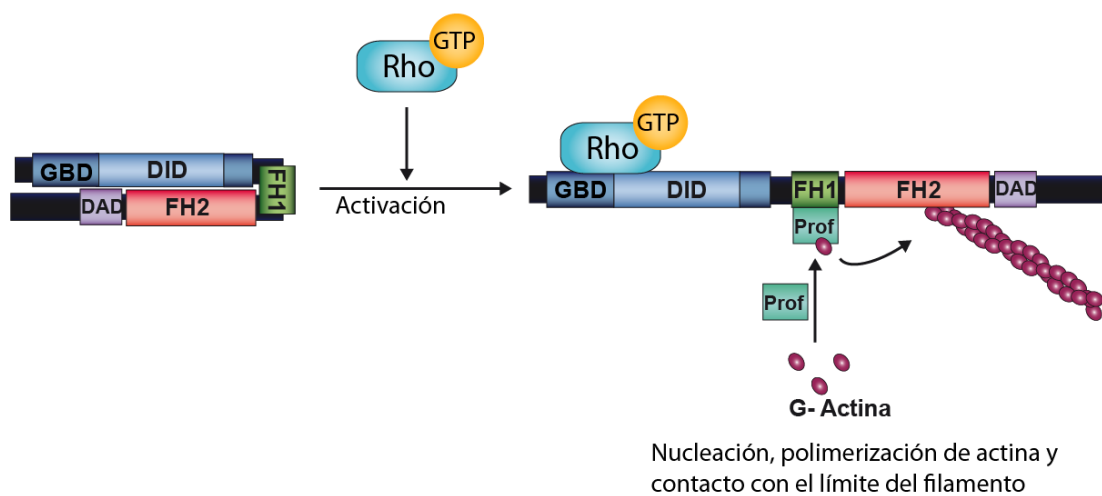 GTP
Rho
GBD DID
FH1
DAD FH2
Activación
GTP
Rho
GBD DID FH1 FH2 DAD
Prof
Prof
G- Actina
Nucleación, polimerización de actina y
contacto con el límite del filamento